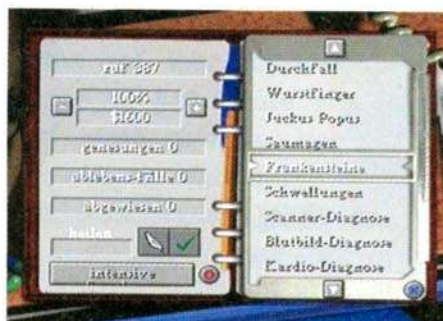 ruf 387
100%
$1600
genesungen 0
ablebens-fälle 0
abgewiesen 0
heilen
intensive
Durchfall
Wurstfinger
Juckus Popus
Saumagen
Frankensteine
Schwellungen
Scanner-Diagnose
Blutbild-Diagnose
Kardio-Diagnose